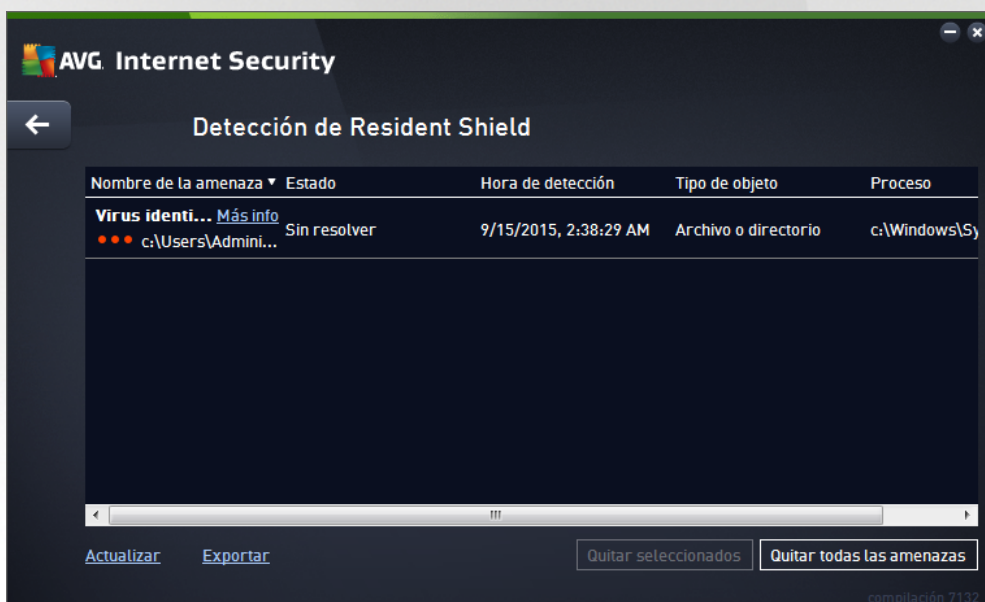 AVG. Internet Security
Detección de Resident Shield
Nombre de la amenaza Estado Hora de detección Tipo de objeto Proceso
Virus identi... Más info
Sin resolver 9/15/2015, 2:38:29 AM Archivo o directorio c:\Windows\Sy
c:\Users\Admini...
Actualizar Exportar Quitar seleccionados Quitar todas las amenazas
compilación 7132